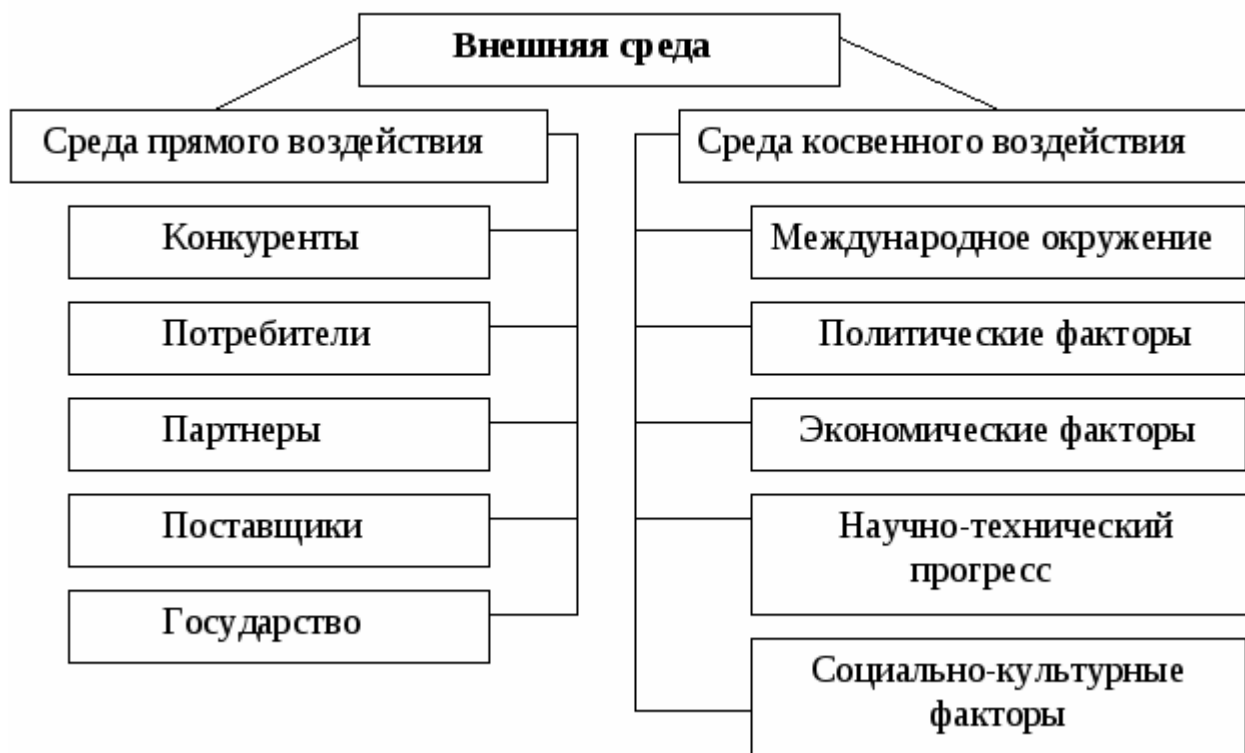 Внешняя среда
Среда прямого воздействия
Конкуренты
Потребители
Партнеры
Поставщики
Государство
Среда косвенного воздействия
Международное окружение
Политические факторы
Экономические факторы
Научно-технический
прогресс
Социально-культурные
факторы